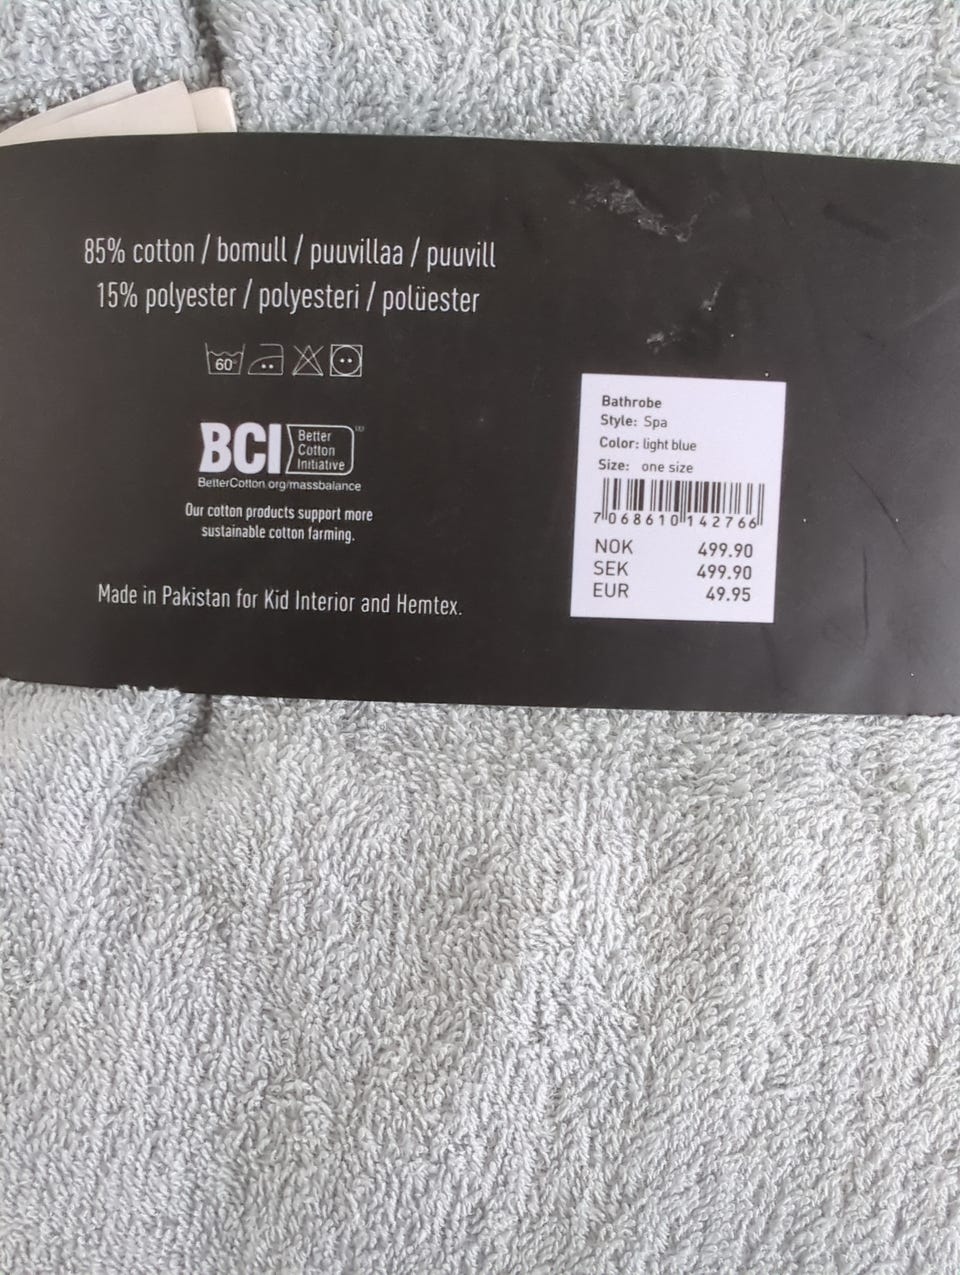 85% cotton / bomull / puuvillaa / puuvill
15% polyester / polyesteri / polüester
60°
BCI
Better
Cotton
Initiative
BetterCotton.org/massbalance
Our cotton products support more
sustainable cotton farming.
Made in Pakistan for Kid Interior and Hemtex.
Bathrobe
Style: Spa
Color: light blue
Size: one size
7068610142766
NOK 499.90
SEK 499.90
EUR 49.95